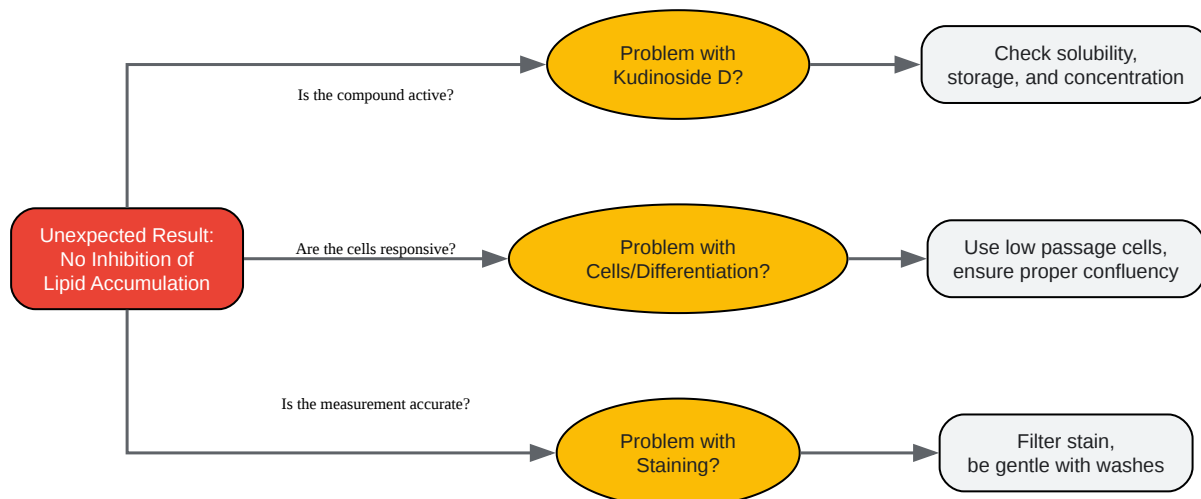 Problem with
Kudinoside D?
Check solubility,
storage, and concentration
Is the compound active?
Unexpected Result:
No Inhibition of
Lipid Accumulation
Are the cells responsive?
Problem with
Cells/Differentiation?
Use low passage cells,
ensure proper confluency
Is the measurement accurate?
Problem with
Staining?
Filter stain,
be gentle with washes